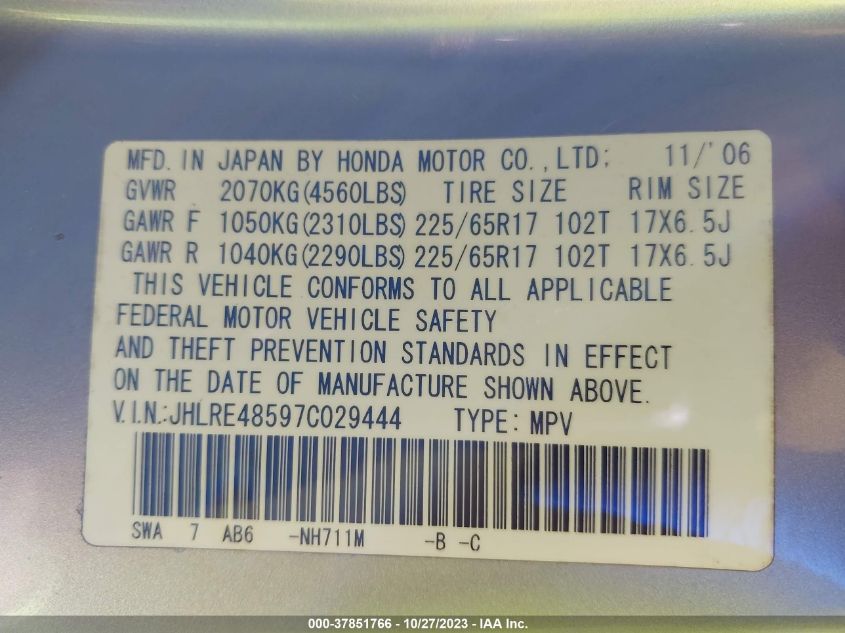 MFD. IN JAPAN BY HONDA MOTOR CO.,LTD; 11/'06
GVWR 2070KG(4560LBS) TIRE SIZE RIM SIZE
GAWR F 1050KG(2310LBS) 225/65R17 102T 17X6.5J
GAWR R 1040KG(2290LBS) 225/65R17 102T 17X6.5J
THIS VEHICLE CONFORMS TO ALL APPLICABLE
FEDERAL MOTOR VEHICLE SAFETY
AND THEFT PREVENTION STANDARDS IN EFFECT
ON THE DATE OF MANUFACTURE SHOWN ABOVE.
V.I.N.:JHLRE48597C029444 TYPE: MPV
SWA 7 AB6 -NH711M -B -C
000-37851766 - 10/27/2023 - IAA Inc.